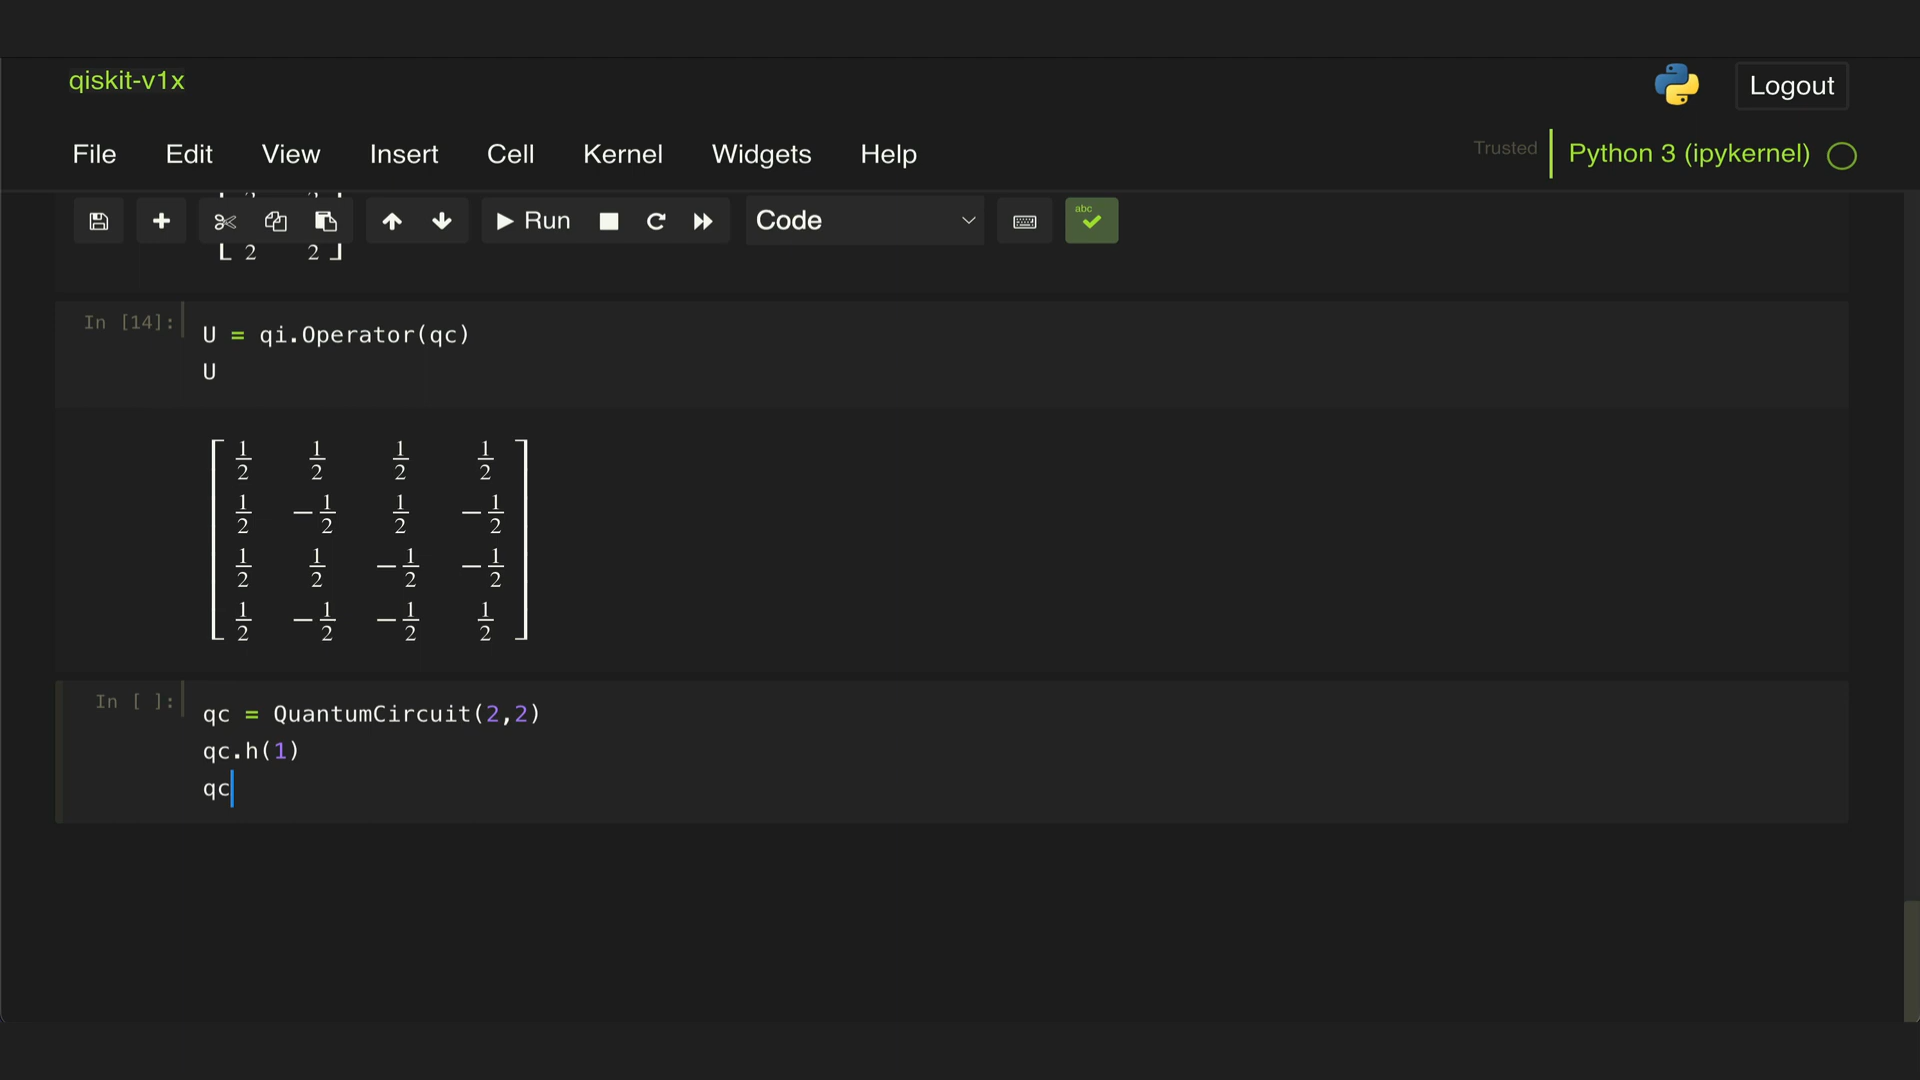 qiskit-v1x
Logout
File Edit View Insert Cell Kernel Widgets Help
Trusted
Python 3 (ipykernel)
Run
Code
abc
2 2
In [14]:
U = qi.Operator(qc)
U
1/2 1/2 1/2 1/2
1/2 −1/2 1/2 −1/2
1/2 1/2 −1/2 −1/2
1/2 −1/2 −1/2 1/2
In [ ]:
qc = QuantumCircuit(2,2)
qc.h(1)
qc